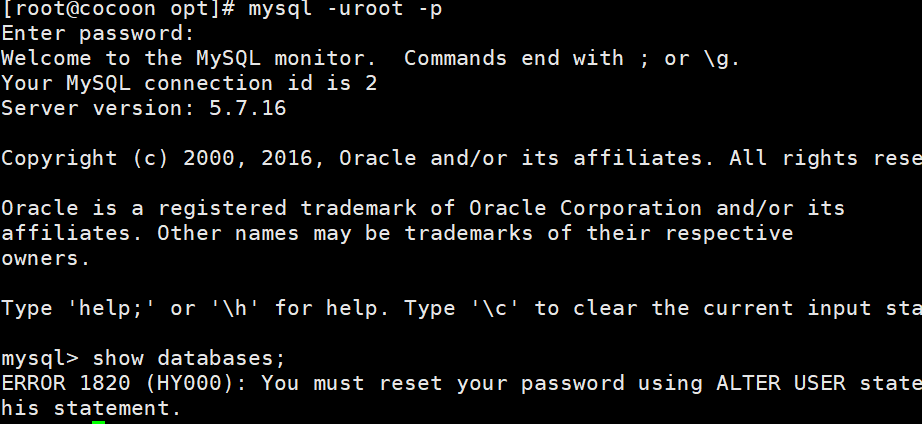 [root@cocoon opt]# mysql -uroot -p
Enter password:
Welcome to the MySQL monitor.  Commands end with ; or \g.
Your MySQL connection id is 2
Server version: 5.7.16
Copyright (c) 2000, 2016, Oracle and/or its affiliates. All rights rese
Oracle is a registered trademark of Oracle Corporation and/or its
affiliates. Other names may be trademarks of their respective
owners.
Type 'help;' or '\h' for help. Type '\c' to clear the current input sta
mysql> show databases;
ERROR 1820 (HY000): You must reset your password using ALTER USER state
his statement.